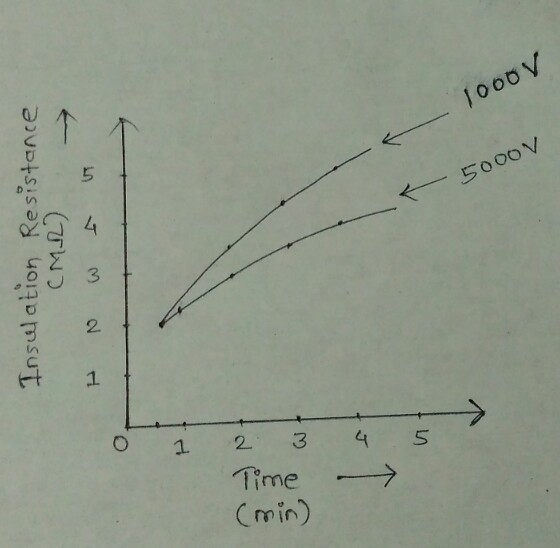 1000V
5000V
Insulation Resistance
(MΩ)
5
4
3
2
1
0 1 2 3 4 5
Time
(min)